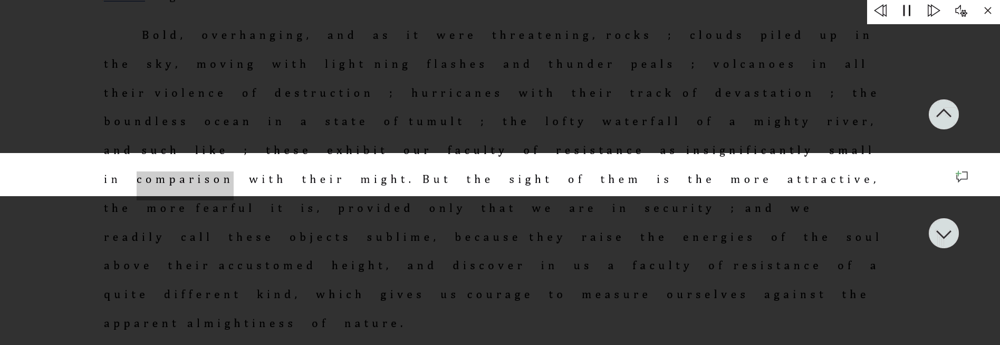 Bold, overhanging, and as it were threatening, rocks ; clouds piled up in
the sky, moving with light ning flashes and thunder peals ; volcanoes in all
their violence of destruction ; hurricanes with their track of devastation ; the
boundless ocean in a state of tumult ; the lofty waterfall of a mighty river,
and such like ; these exhibit our faculty of resistance as insignificantly small
in comparison with their might. But the sight of them is the more attractive,
the more fearful it is, provided only that we are in security ; and we
readily call these objects sublime, because they raise the energies of the soul
above their accustomed height, and discover in us a faculty of resistance of a
quite different kind, which gives us courage to measure ourselves against the
apparent almightiness of nature.